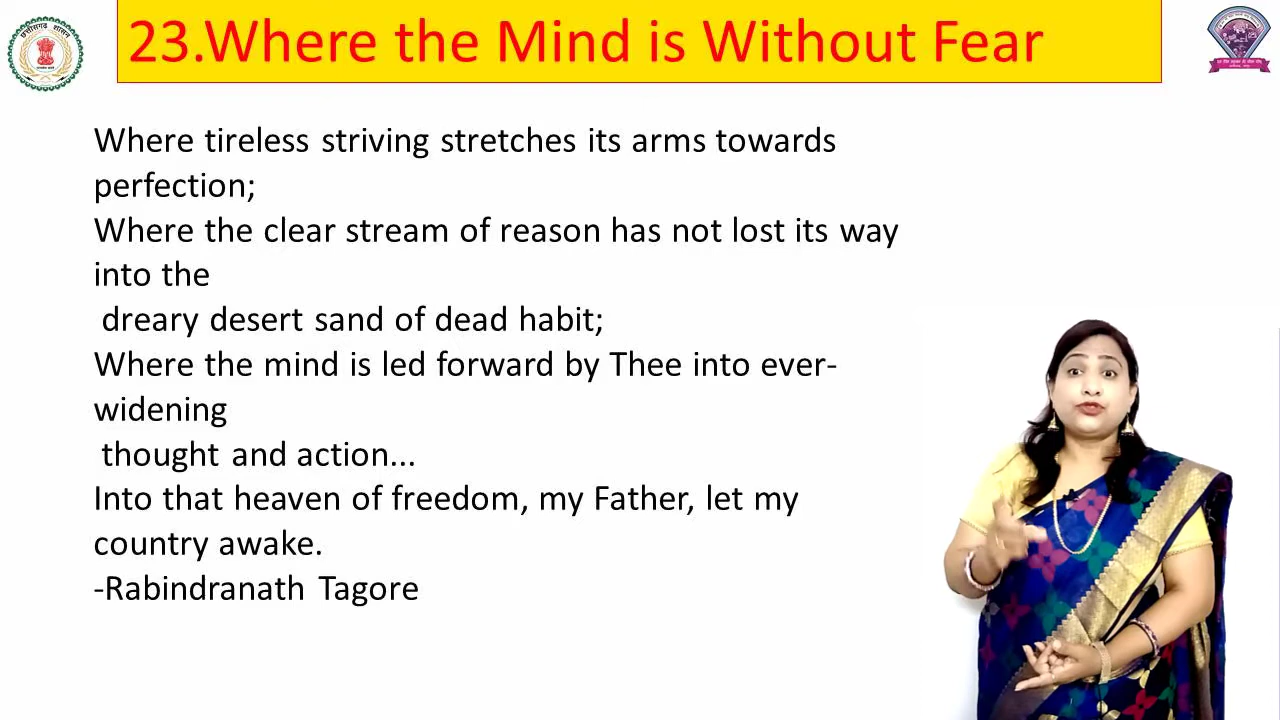 छत्तीसगढ़ शासन
23.Where the Mind is Without Fear
Where tireless striving stretches its arms towards
perfection;
Where the clear stream of reason has not lost its way
into the
dreary desert sand of dead habit;
Where the mind is led forward by Thee into ever-
widening
thought and action...
Into that heaven of freedom, my Father, let my
country awake.
-Rabindranath Tagore